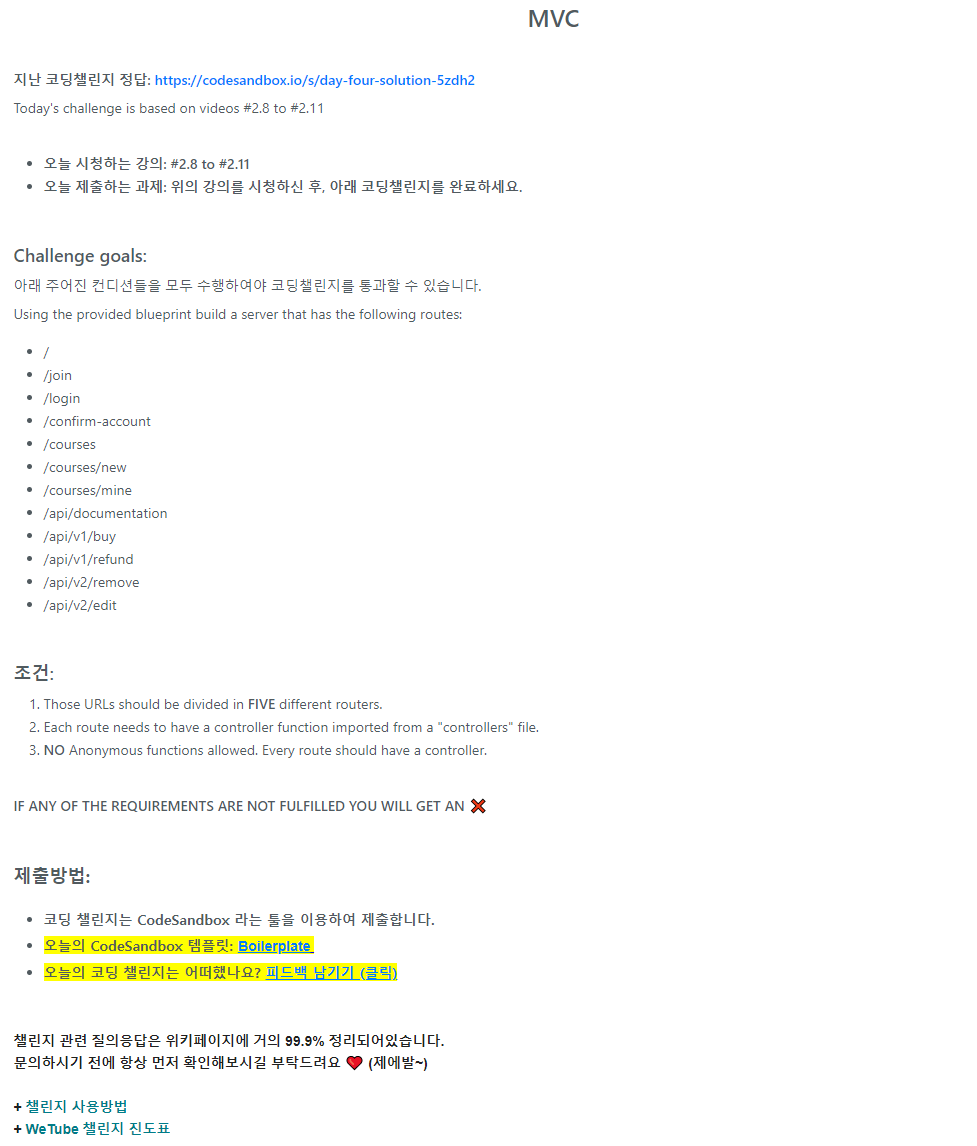 MVC
지난 코딩챌린지 정답: https://codesandbox.io/s/day-four-solution-5zdh2
Today's challenge is based on videos #2.8 to #2.11
오늘 시청하는 강의: #2.8 to #2.11
오늘 제출하는 과제: 위의 강의를 시청하신 후, 아래 코딩챌린지를 완료하세요.
Challenge goals:
아래 주어진 컨디션들을 모두 수행하여야 코딩챌린지를 통과할 수 있습니다.
Using the provided blueprint build a server that has the following routes:
/
/join
/login
/confirm-account
/courses
/courses/new
/courses/mine
/api/documentation
/api/v1/buy
/api/v1/refund
/api/v2/remove
/api/v2/edit
조건:
1. Those URLs should be divided in FIVE different routers.
2. Each route needs to have a controller function imported from a "controllers" file.
3. NO Anonymous functions allowed. Every route should have a controller.
IF ANY OF THE REQUIREMENTS ARE NOT FULFILLED YOU WILL GET AN ❌
제출방법:
코딩 챌린지는 CodeSandbox 라는 툴을 이용하여 제출합니다.
오늘의 CodeSandbox 템플릿: Boilerplate
오늘의 코딩 챌린지는 어떠했나요? 피드백 남기기 (클릭)
챌린지 관련 질의응답은 위키페이지에 거의 99.9% 정리되어있습니다.
문의하시기 전에 항상 먼저 확인해보시길 부탁드려요 ❤️ (제에발~)
+ 챌린지 사용방법
+ WeTube 챌린지 진도표